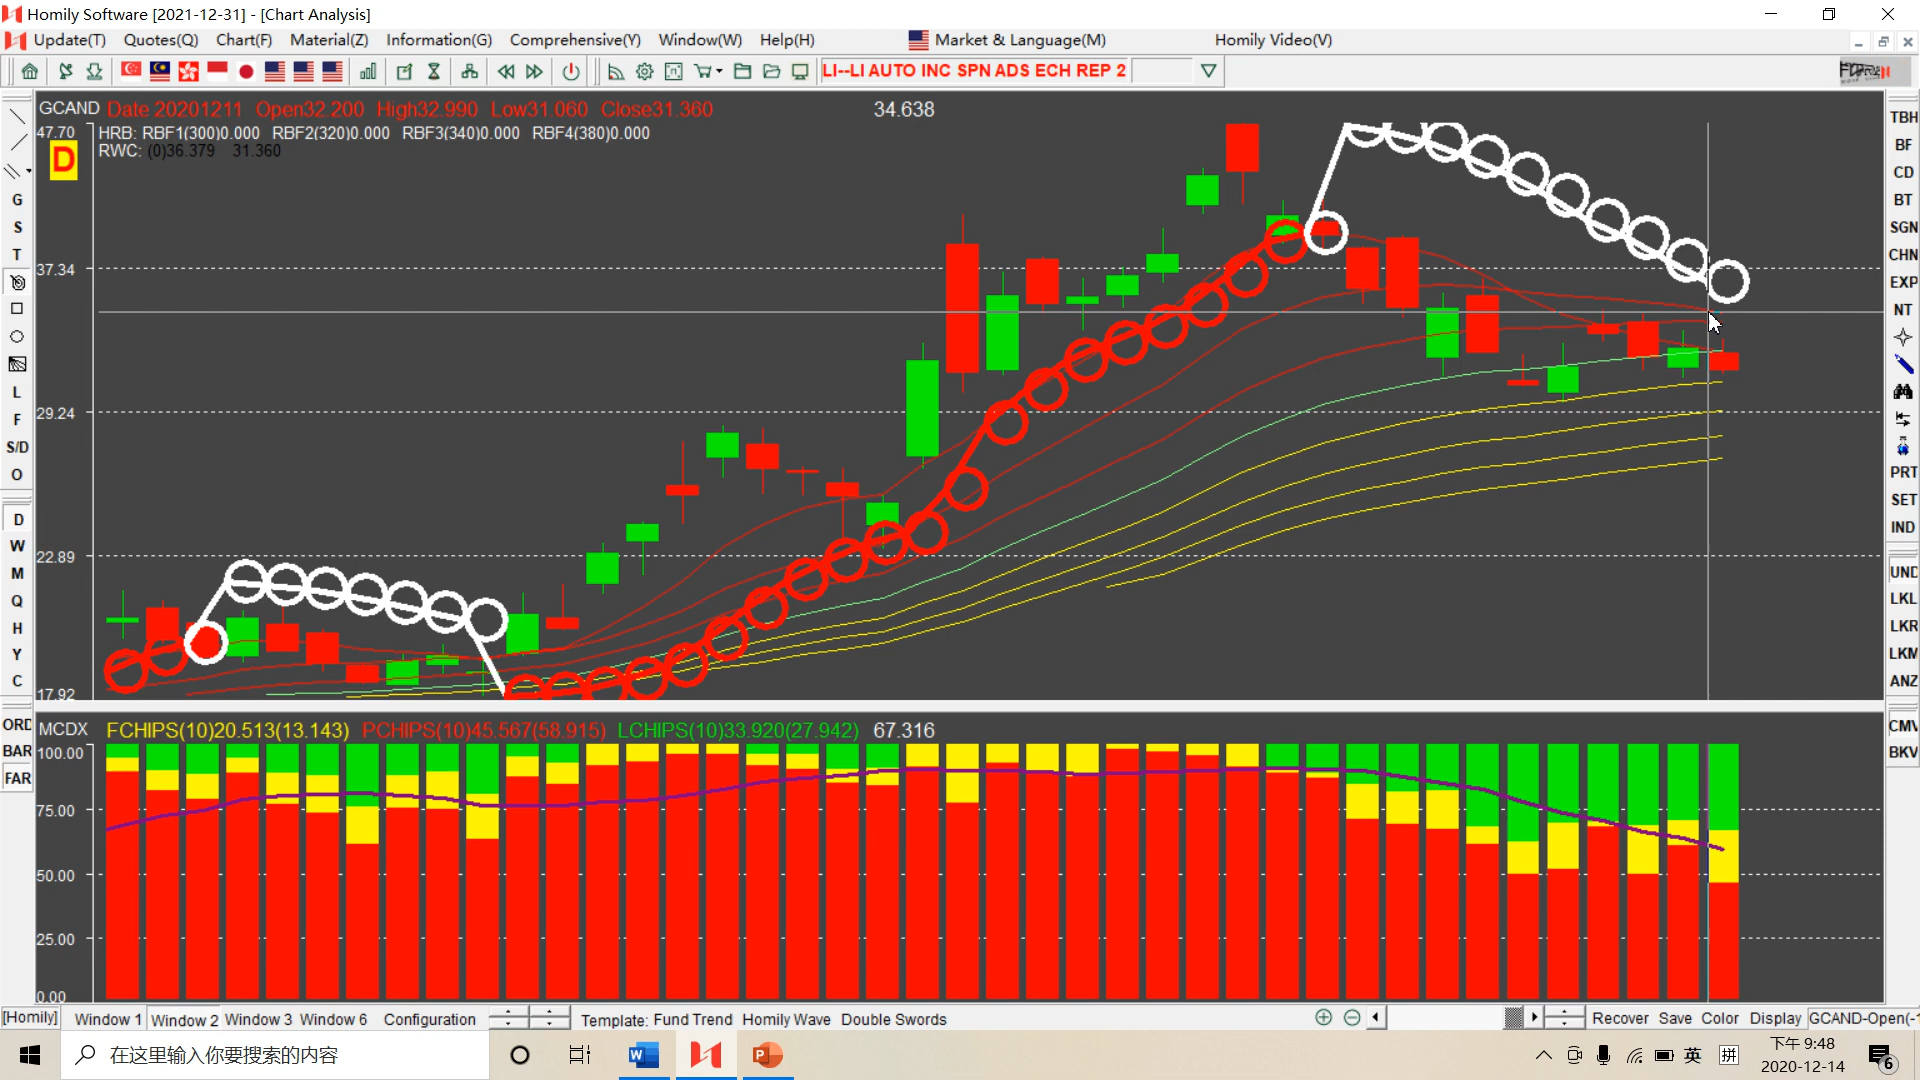 Homily Software [2021-12-31] - [Chart Analysis]
Update(T) Quotes(Q) Chart(F) Material(Z) Information(G) Comprehensive(Y) Window(W) Help(H) Market & Language(M) Homily Video(V)
LI--LI AUTO INC SPN ADS ECH REP 2
GCAND Date 20201211 Open32.200 High32.990 Low31.060 Close31.360 34.638
HRB: RBF1(300)0.000 RBF2(320)0.000 RBF3(340)0.000 RBF4(380)0.000
RWC: (0)36.379 31.360
D
47.70
37.34
29.24
22.89
17.92
G
S
T
L
F
S/D
O
D
W
M
Q
H
Y
C
ORD
BAR
FAR
TBH
BF
CD
BT
SGN
CHN
EXP
NT
PRT
SET
IND
UND
LKL
LKR
LKM
ANZ
CMV
BKV
MCDX FCHIPS(10)20.513(13.143) PCHIPS(10)45.567(58.915) LCHIPS(10)33.920(27.942) 67.316
100.00
75.00
50.00
25.00
0.00
[Homily] Window 1 Window 2 Window 3 Window 6 Configuration Template: Fund Trend Homily Wave Double Swords Recover Save Color Display GCAND-Open(-1
在这里输入你要搜索的内容
英 拼
下午 9:48
2020-12-14
6